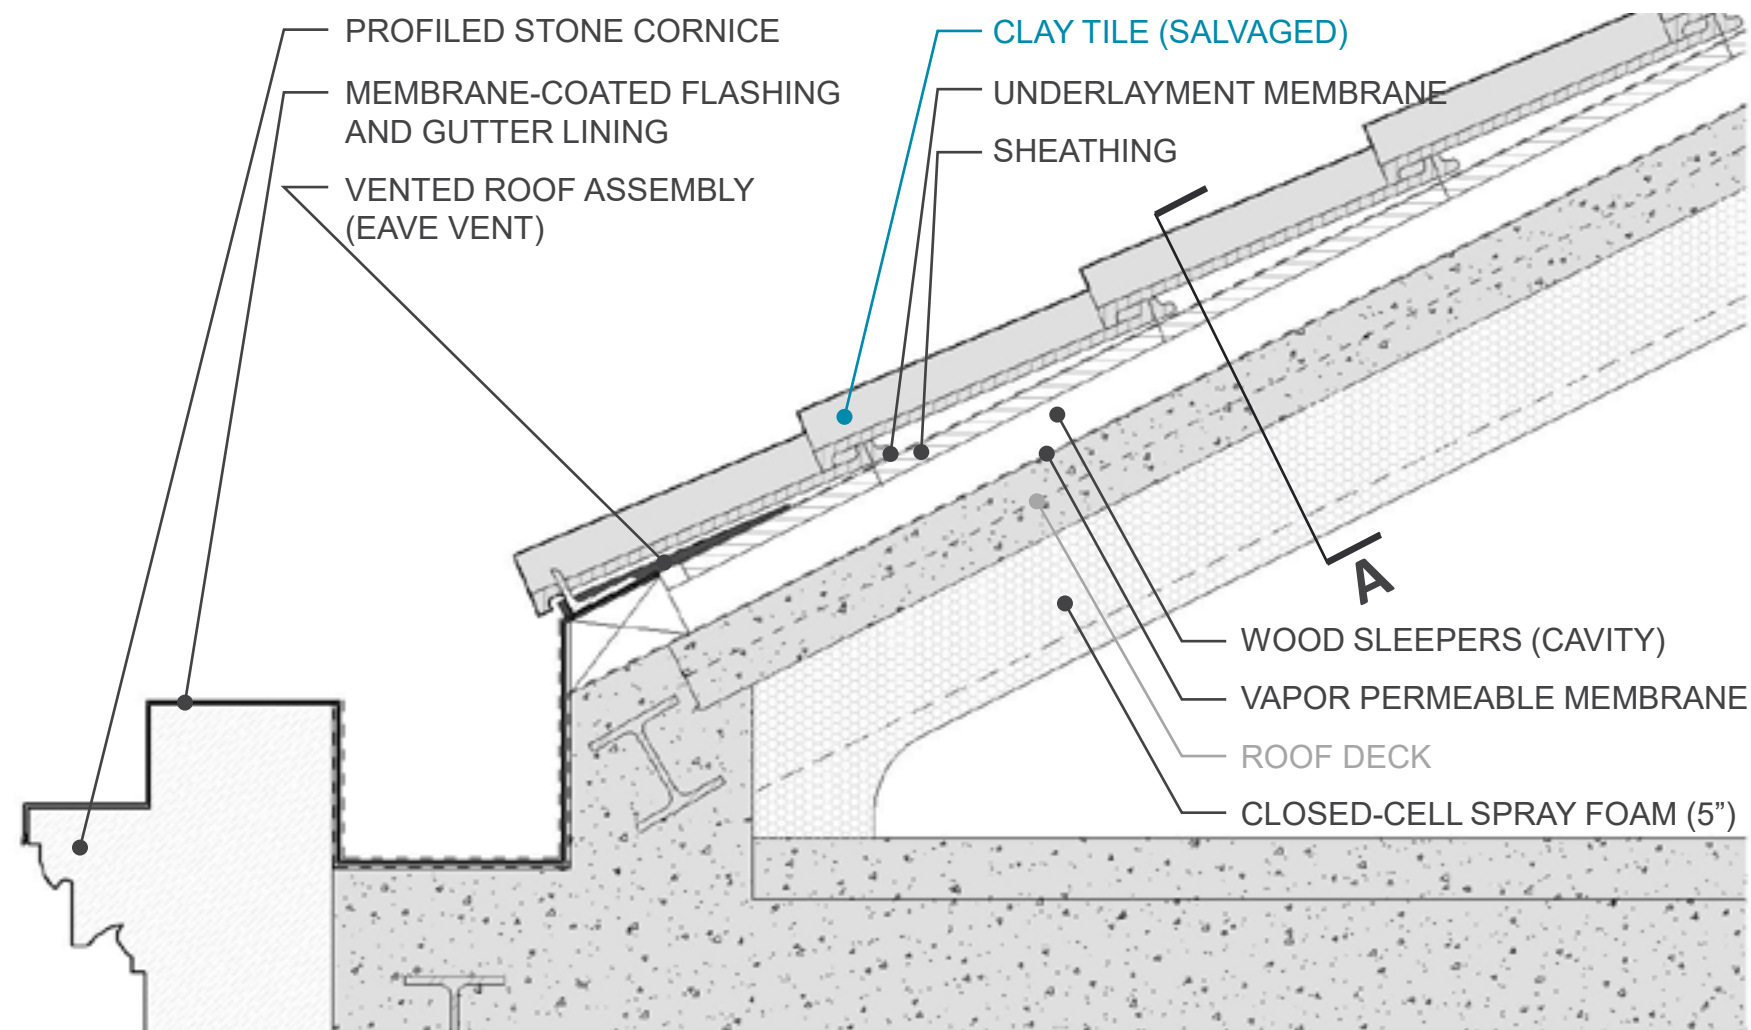 PROFILED STONE CORNICE
MEMBRANE-COATED FLASHING
AND GUTTER LINING
VENTED ROOF ASSEMBLY
(EAVE VENT)
CLAY TILE (SALVAGED)
UNDERLAYMENT MEMBRANE
SHEATHING
A
WOOD SLEEPERS (CAVITY)
VAPOR PERMEABLE MEMBRANE
ROOF DECK
CLOSED-CELL SPRAY FOAM (5”)